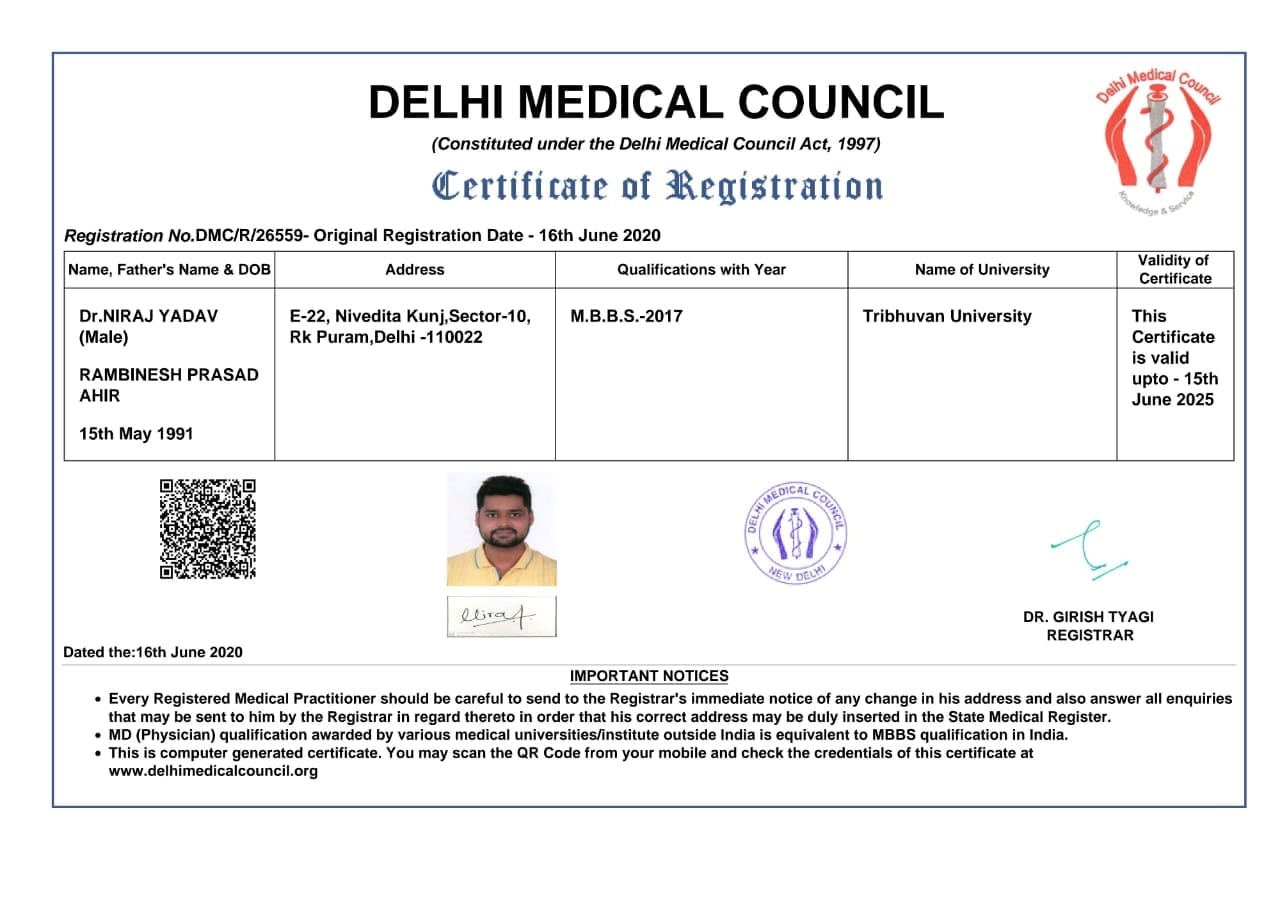 DELHI MEDICAL COUNCIL
(Constituted under the Delhi Medical Council Act, 1997)
Certificate of Registration
Delhi Medical Council
Knowledge & Service
Registration No.DMC/R/26559- Original Registration Date - 16th June 2020
Name, Father's Name & DOB
Address
Qualifications with Year
Name of University
Validity of
Certificate
Dr.NIRAJ YADAV
(Male)
RAMBINESH PRASAD
AHIR
15th May 1991
E-22, Nivedita Kunj,Sector-10,
Rk Puram,Delhi -110022
M.B.B.S.-2017
Tribhuvan University
This
Certificate
is valid
upto - 15th
June 2025
DELHI MEDICAL COUNCIL
NEW DELHI
Niraj
DR. GIRISH TYAGI
REGISTRAR
Dated the:16th June 2020
IMPORTANT NOTICES
• Every Registered Medical Practitioner should be careful to send to the Registrar's immediate notice of any change in his address and also answer all enquiries
that may be sent to him by the Registrar in regard thereto in order that his correct address may be duly inserted in the State Medical Register.
• MD (Physician) qualification awarded by various medical universities/institute outside India is equivalent to MBBS qualification in India.
• This is computer generated certificate. You may scan the QR Code from your mobile and check the credentials of this certificate at
www.delhimedicalcouncil.org